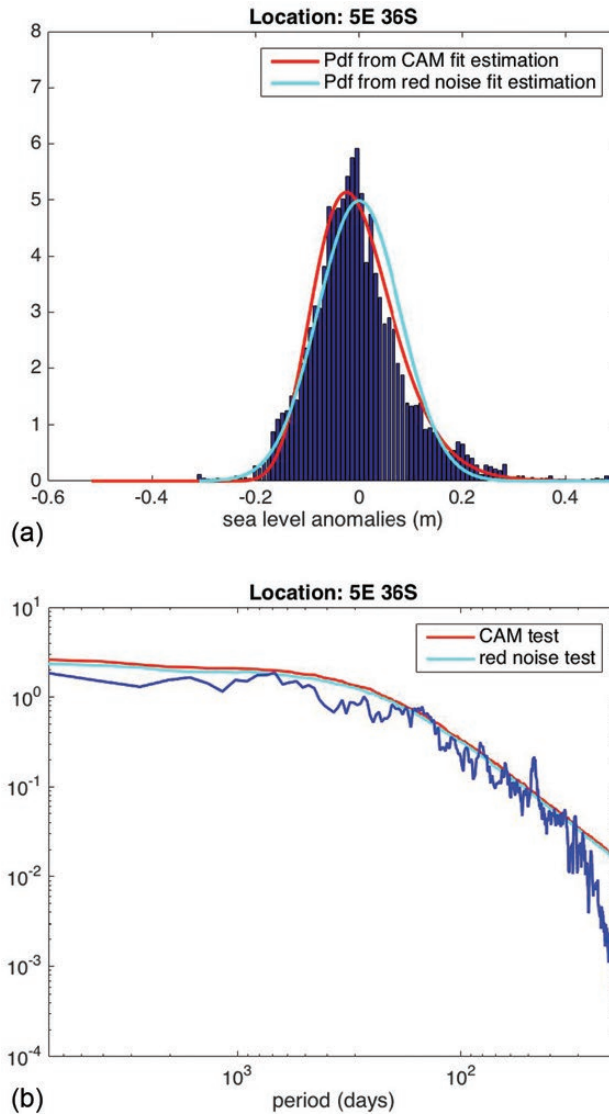 Location: 5E 36S
8
Pdf from CAM fit estimation
Pdf from red noise fit estimation
7
6
5
4
3
2
1
0
-0.6 -0.4 -0.2 0 0.2 0.4
sea level anomalies (m)
(a)
Location: 5E 36S
10^1
CAM test
red noise test
10^0
10^-1
10^-2
10^-3
10^-4
10^3 10^2
period (days)
(b)